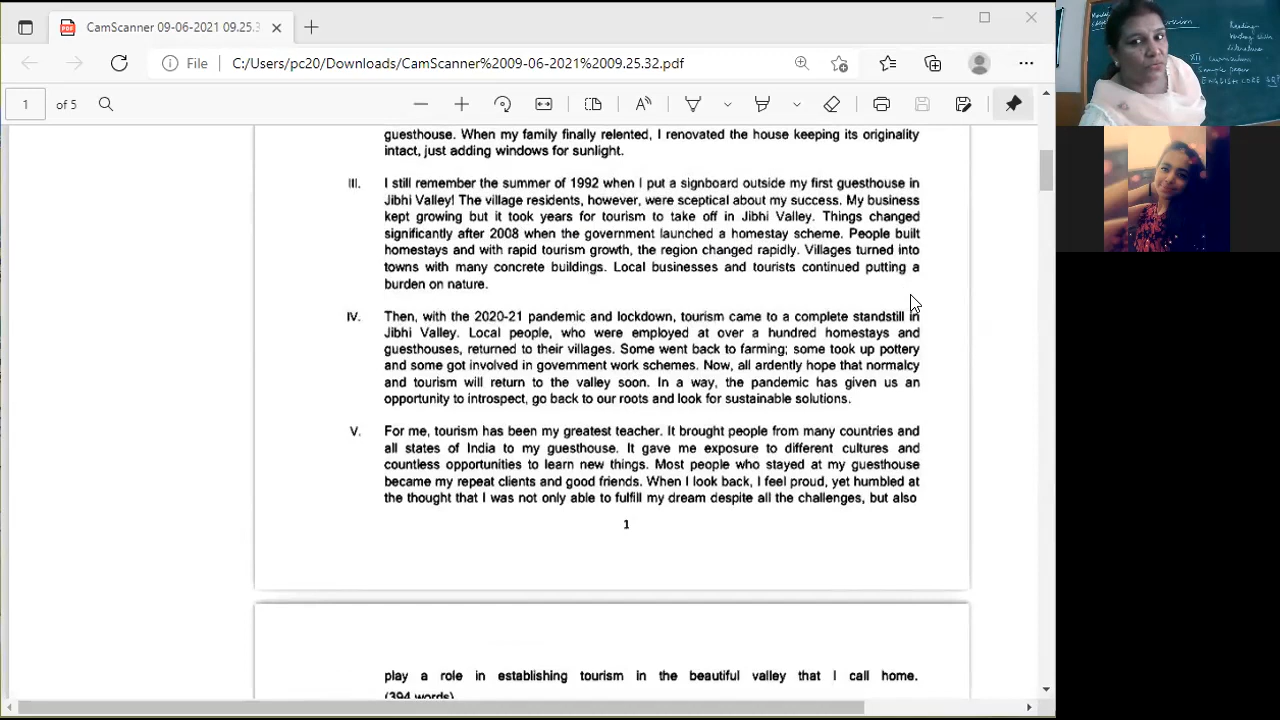 CamScanner 09-06-2021 09.25.3
File
C:/Users/pc20/Downloads/CamScanner%2009-06-2021%2009.25.32.pdf
1 of 5
guesthouse. When my family finally relented, I renovated the house keeping its originality
intact, just adding windows for sunlight.
III. I still remember the summer of 1992 when I put a signboard outside my first guesthouse in
Jibhi Valley! The village residents, however, were sceptical about my success. My business
kept growing but it took years for tourism to take off in Jibhi Valley. Things changed
significantly after 2008 when the government launched a homestay scheme. People built
homestays and with rapid tourism growth, the region changed rapidly. Villages turned into
towns with many concrete buildings. Local businesses and tourists continued putting a
burden on nature.
IV. Then, with the 2020-21 pandemic and lockdown, tourism came to a complete standstill in
Jibhi Valley. Local people, who were employed at over a hundred homestays and
guesthouses, returned to their villages. Some went back to farming; some took up pottery
and some got involved in government work schemes. Now, all ardently hope that normalcy
and tourism will return to the valley soon. In a way, the pandemic has given us an
opportunity to introspect, go back to our roots and look for sustainable solutions.
V. For me, tourism has been my greatest teacher. It brought people from many countries and
all states of India to my guesthouse. It gave me exposure to different cultures and
countless opportunities to learn new things. Most people who stayed at my guesthouse
became my repeat clients and good friends. When I look back, I feel proud, yet humbled at
the thought that I was not only able to fulfill my dream despite all the challenges, but also
1
play a role in establishing tourism in the beautiful valley that I call home.
(394 words)
Reading
Writing skills
Literature
XII Curriculum
Sample paper
ENGLISH CORE